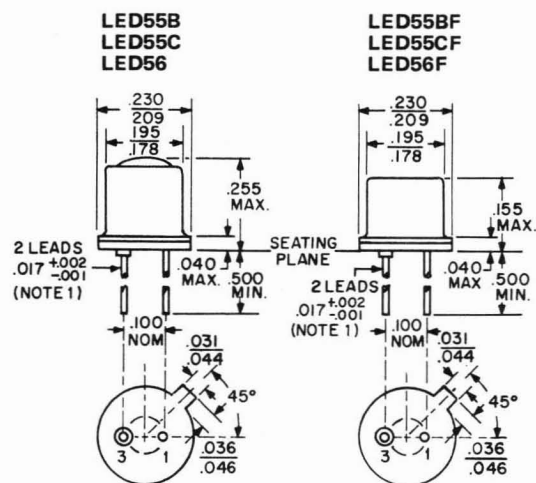 LED55B
LED55C
LED56
.230
.209
.195
.178
.255
MAX.
2 LEADS
.017 +.002
-.001
(NOTE 1)
.040
MAX.
.500
MIN.
.100
NOM
.031
.044
45°
3
1
.036
.046
LED55BF
LED55CF
LED56F
.230
.209
.195
.178
.155
MAX.
SEATING
PLANE
2 LEADS
.017 +.002
-.001
(NOTE 1)
.040
MAX
.500
MIN.
.100
NOM
.031
.044
45°
3
1
.036
.046